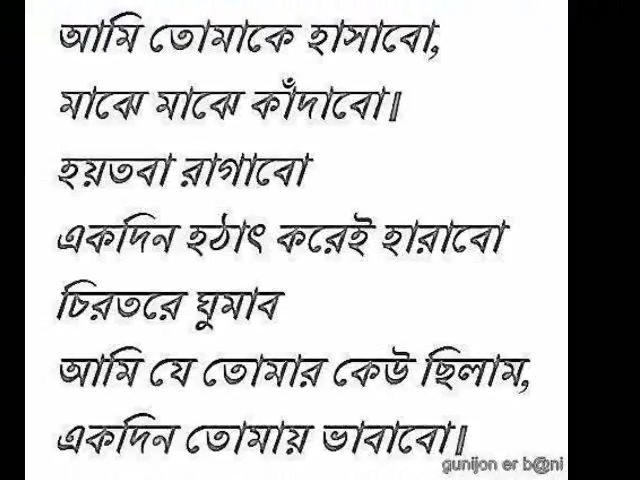 আমি তোমাকে হাসাবো,
মাঝে মাঝে কাঁদাবো৷
হয়তবা রাগাবো
একদিন হঠাৎ করেই হারাবো
চিরতরে ঘুমাব
আমি যে তোমার কেউ ছিলাম,
একদিন তোমায় ভাবাবো৷
gunijon er b@ni